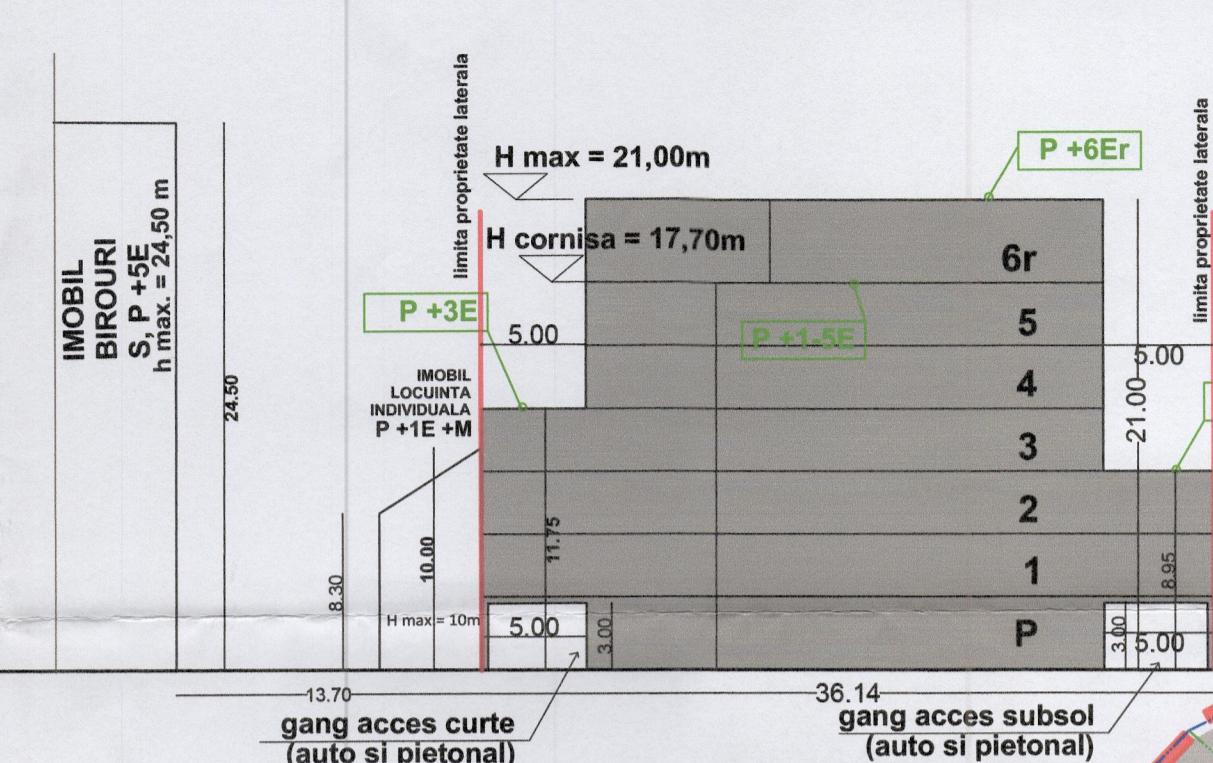 IMOBIL
BIROURI
S, P +5E
h max. = 24,50 m
24.50
limita proprietate laterala
H max = 21,00m
H cornisa = 17,70m
P +6Er
P +3E
P +1-5E
5.00
IMOBIL
LOCUINTA
INDIVIDUALA
P +1E +M
6r
5
4
3
2
1
P
5.00
21.00
limita proprietate laterala
8.30
10.00
11.75
H max = 10m
5.00
3.00
8.95
3.00
5.00
13.70
36.14
gang acces curte
(auto si pietonal)
gang acces subsol
(auto si pietonal)